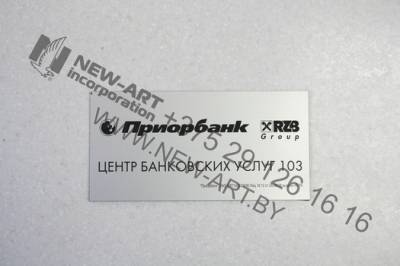 NEW-ART
incorporation
+375 29 126 16 16
WWW.NEW-ART.BY
Приорбанк
RZB
Group
ЦЕНТР БАНКОВСКИХ УСЛУГ 103